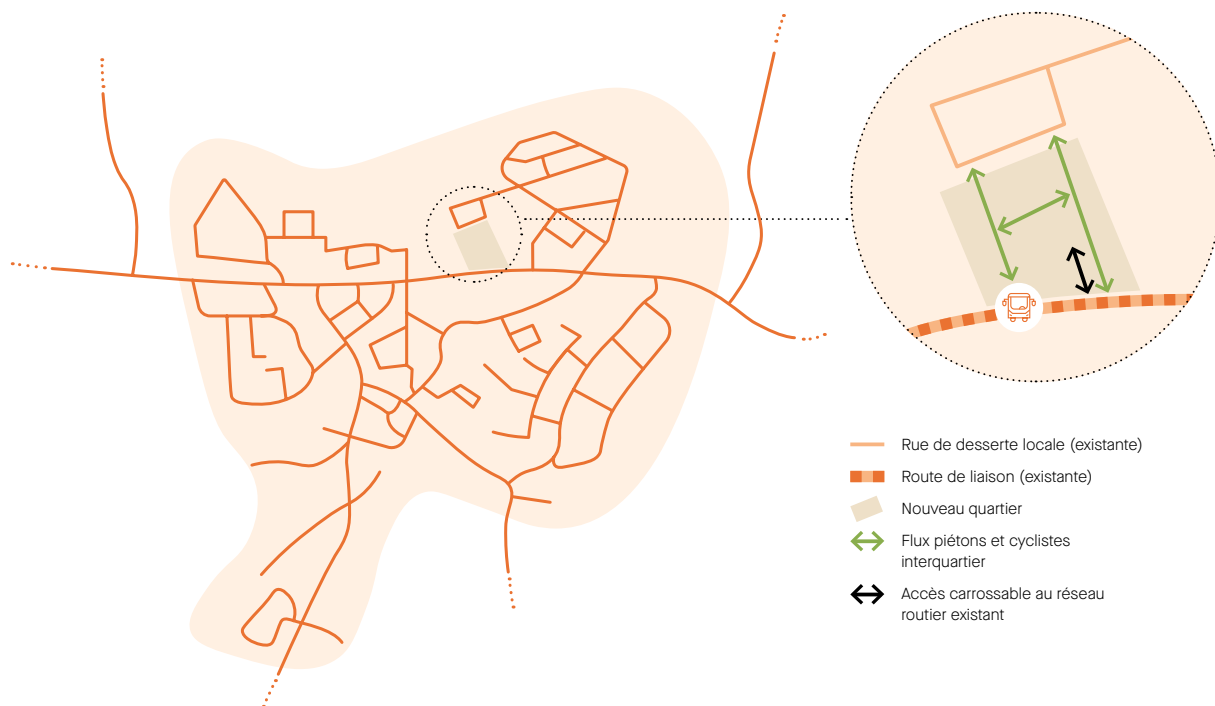 Rue de desserte locale (existante)
Route de liaison (existante)
Nouveau quartier
Flux piétons et cyclistes
interquartier
Accès carrossable au réseau
routier existant